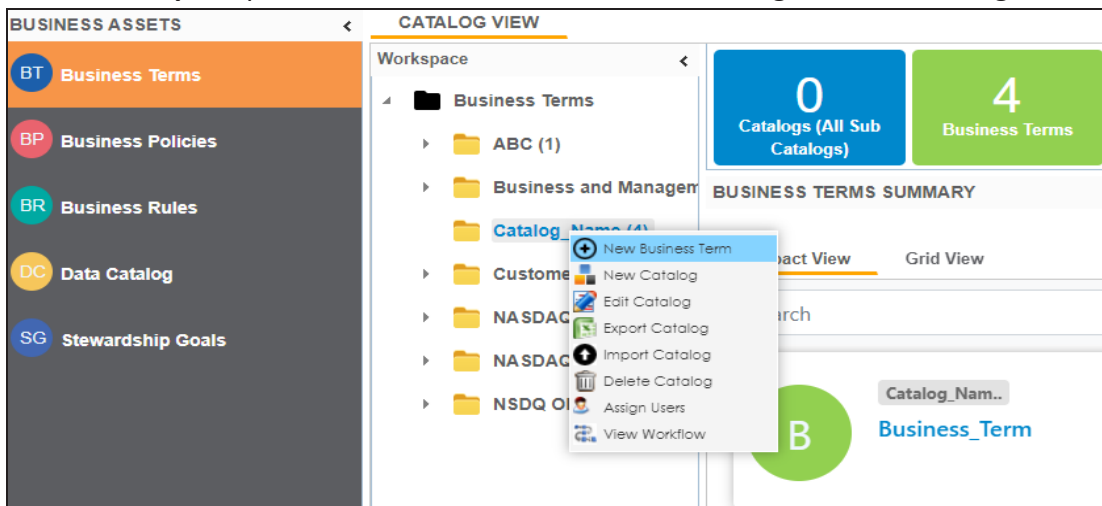 BUSINESS ASSETS
BT Business Terms
BP Business Policies
BR Business Rules
DC Data Catalog
SG Stewardship Goals
CATALOG VIEW
Workspace
Business Terms
ABC (1)
Business and Managem
Catalog_Name (4)
Custome
NASDAQ
NASDAQ
NSDQ
New Business Term
New Catalog
Edit Catalog
Export Catalog
Import Catalog
Delete Catalog
Assign Users
View Workflow
0
Catalogs (All Sub
Catalogs)
4
Business Terms
BUSINESS TERMS SUMMARY
pact View Grid View
arch
B
Catalog_Nam..
Business_Term